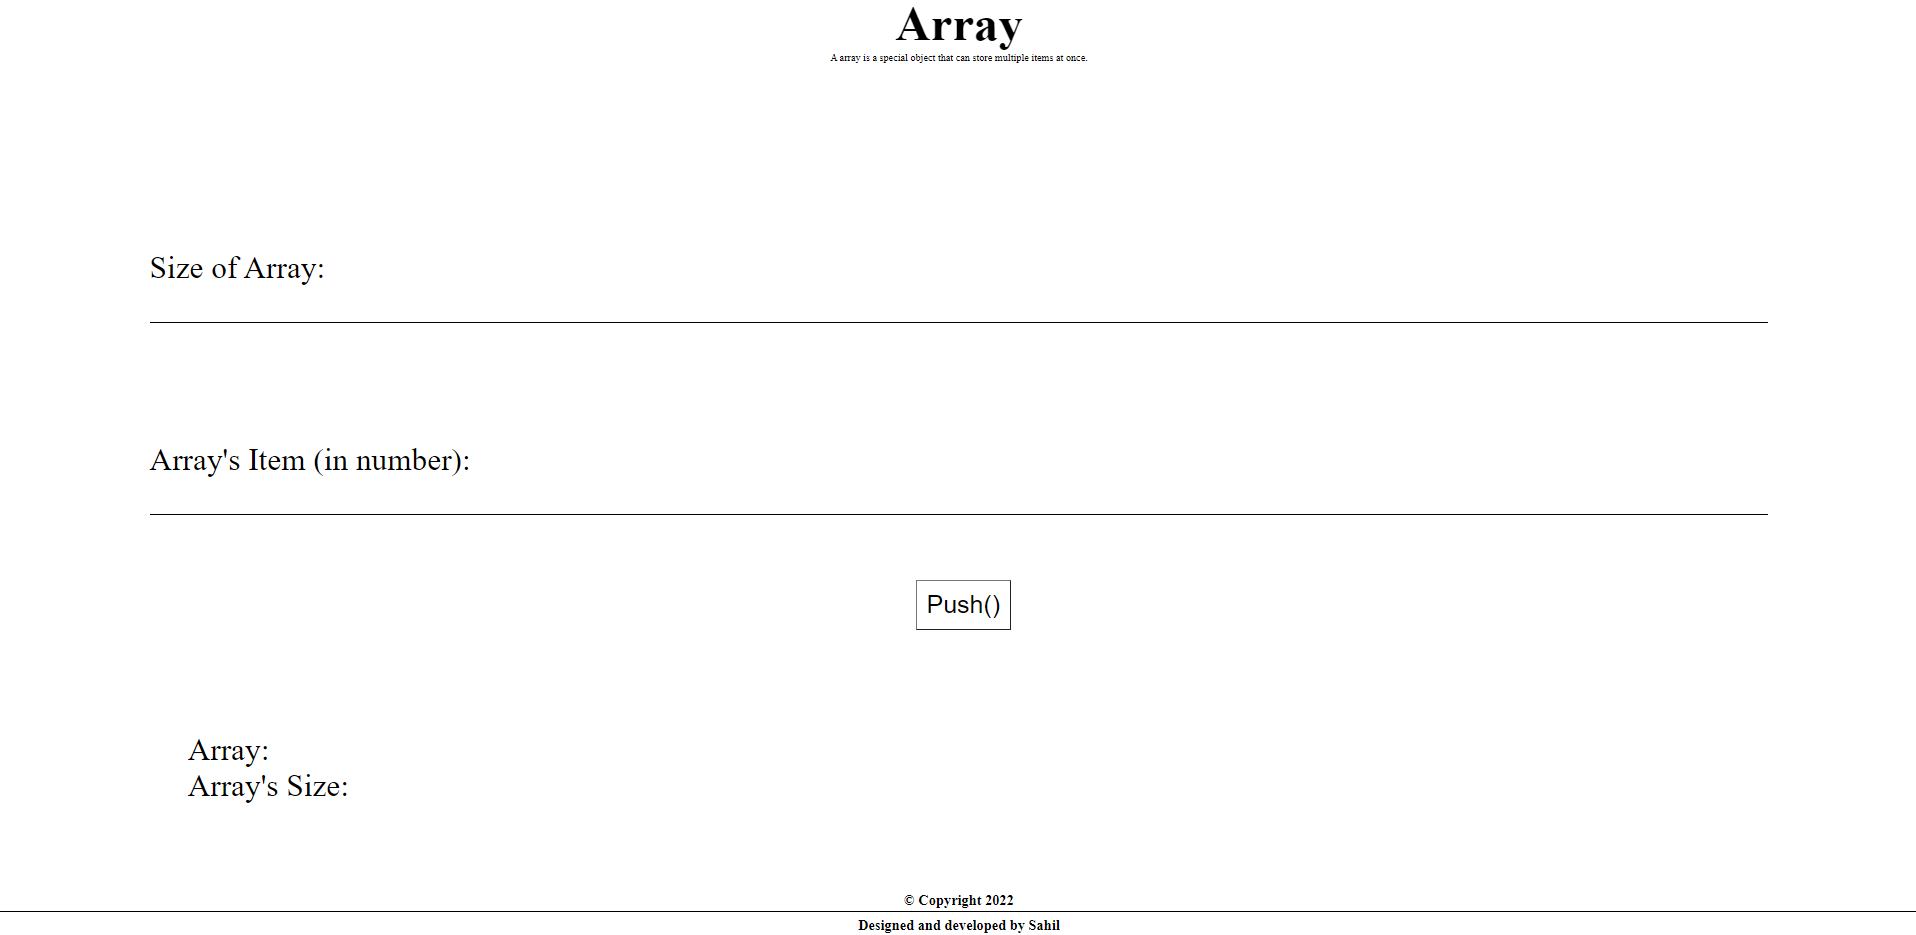 Array
A array is a special object that can store multiple items at once.
Size of Array:
Array's Item (in number):
Push()
Array:
Array's Size:
© Copyright 2022
Designed and developed by Sahil